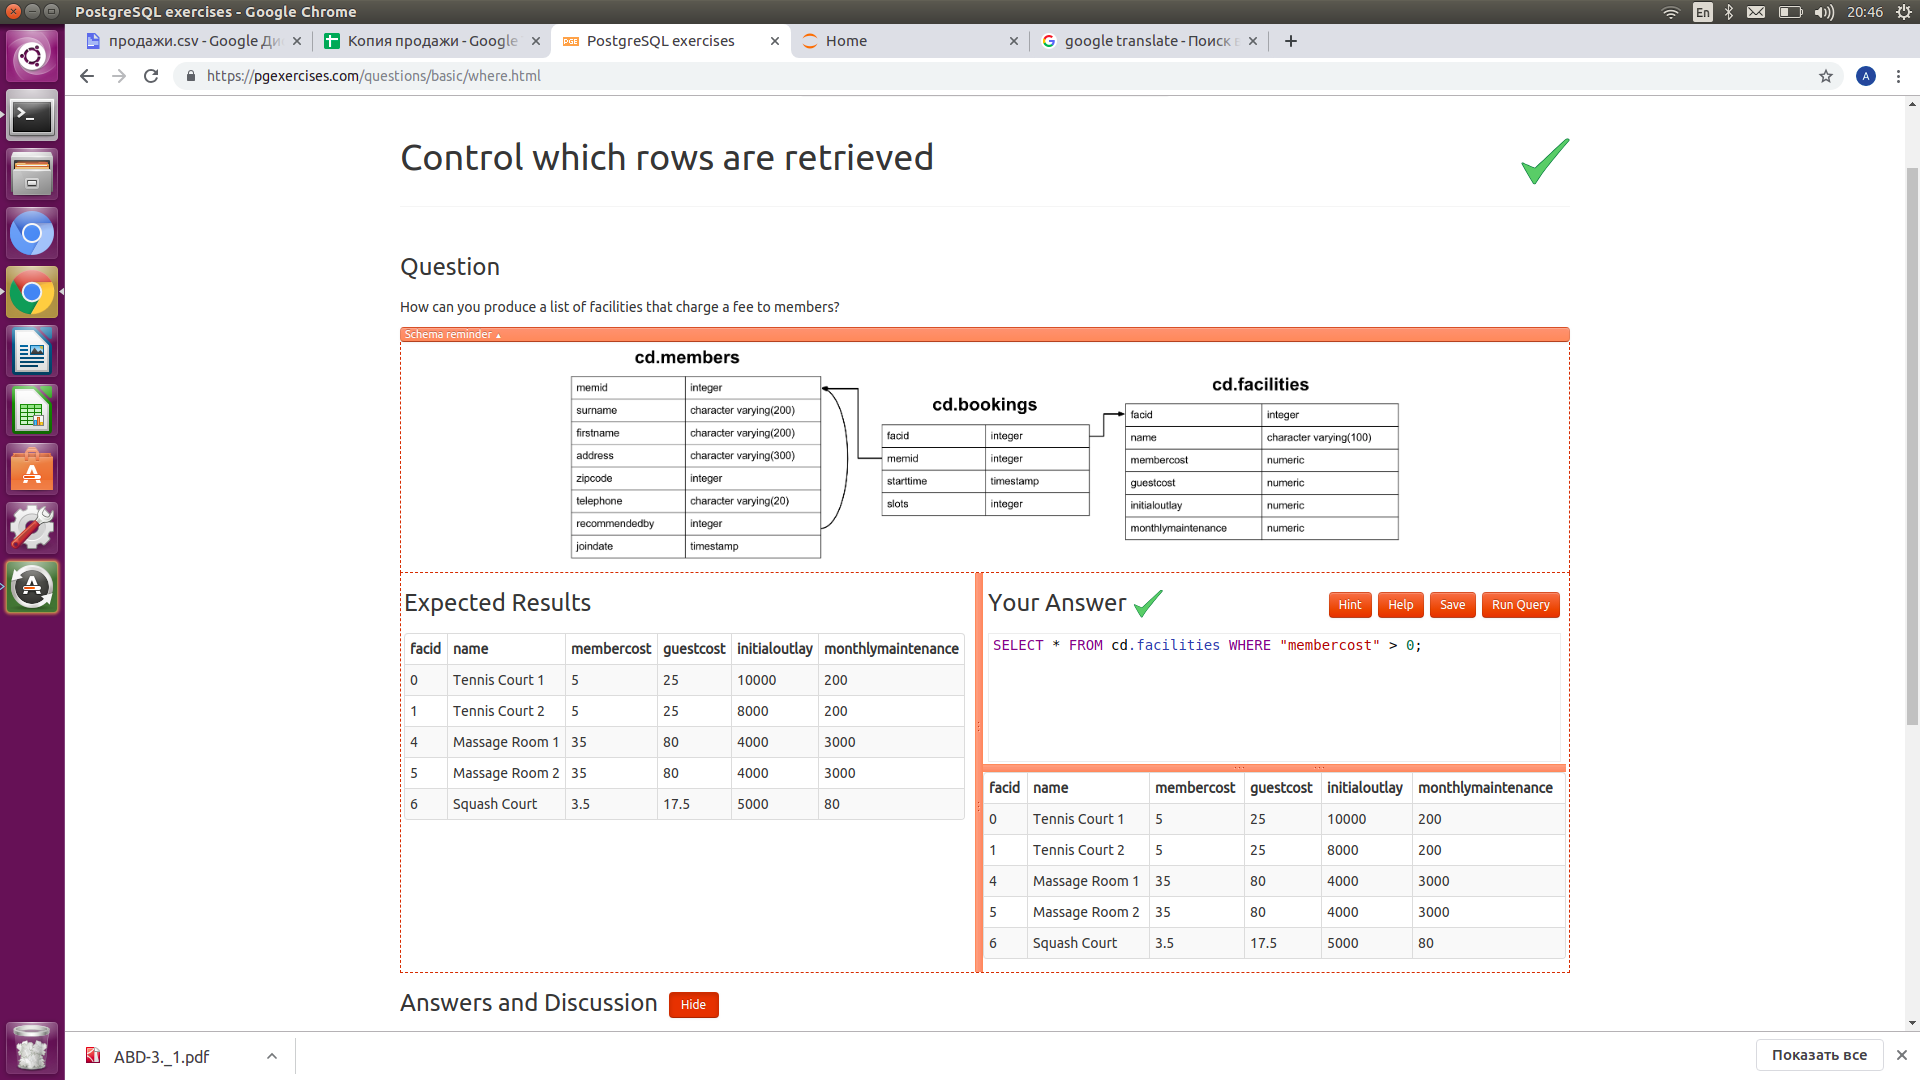 PostgreSQL exercises - Google Chrome
En
20:46
продажи.csv - Google Ди
Копия продажи - Google
PostgreSQL exercises
Home
google translate - Поиск в
https://pgexercises.com/questions/basic/where.html
A
Control which rows are retrieved
Question
How can you produce a list of facilities that charge a fee to members?
Schema reminder
cd.members
memid integer
surname character varying(200)
firstname character varying(200)
address character varying(300)
zipcode integer
telephone character varying(20)
recommendedby integer
joindate timestamp
cd.bookings
facid integer
memid integer
starttime timestamp
slots integer
cd.facilities
facid integer
name character varying(100)
membercost numeric
guestcost numeric
initialoutlay numeric
monthlymaintenance numeric
Expected Results
facid name membercost guestcost initialoutlay monthlymaintenance
0 Tennis Court 1 5 25 10000 200
1 Tennis Court 2 5 25 8000 200
4 Massage Room 1 35 80 4000 3000
5 Massage Room 2 35 80 4000 3000
6 Squash Court 3.5 17.5 5000 80
Your Answer
Hint Help Save Run Query
SELECT * FROM cd.facilities WHERE "membercost" > 0;
facid name membercost guestcost initialoutlay monthlymaintenance
0 Tennis Court 1 5 25 10000 200
1 Tennis Court 2 5 25 8000 200
4 Massage Room 1 35 80 4000 3000
5 Massage Room 2 35 80 4000 3000
6 Squash Court 3.5 17.5 5000 80
Answers and Discussion Hide
ABD-3._1.pdf
Показать все